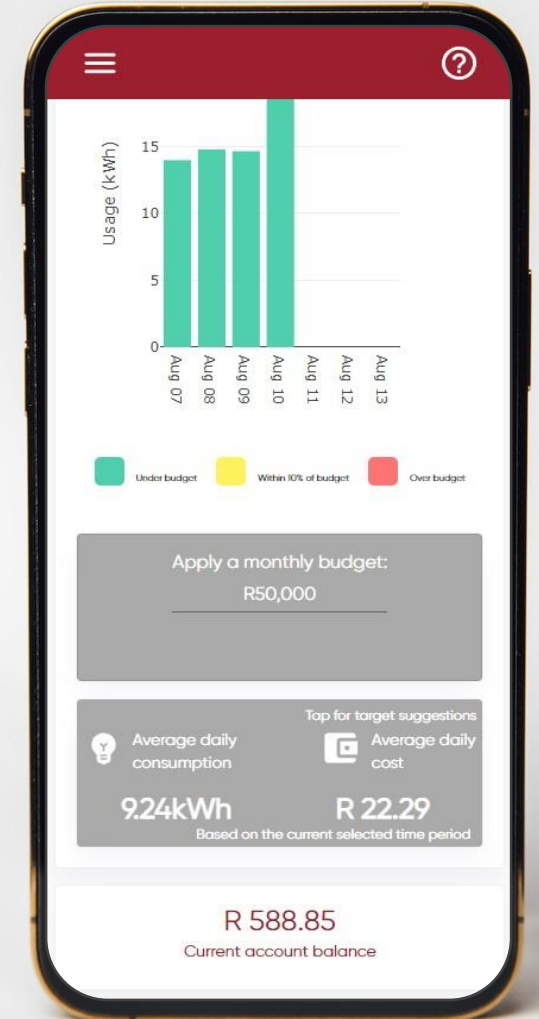 ?
Usage (kWh)
15
10
5
0
Aug 07
Aug 08
Aug 09
Aug 10
Aug 11
Aug 12
Aug 13
Under budget
Within 10% of budget
Over budget
Apply a monthly budget:
R50,000
Tap for target suggestions
Average daily
consumption
Average daily
cost
9.24kWh
R 22.29
Based on the current selected time period
R 588.85
Current account balance